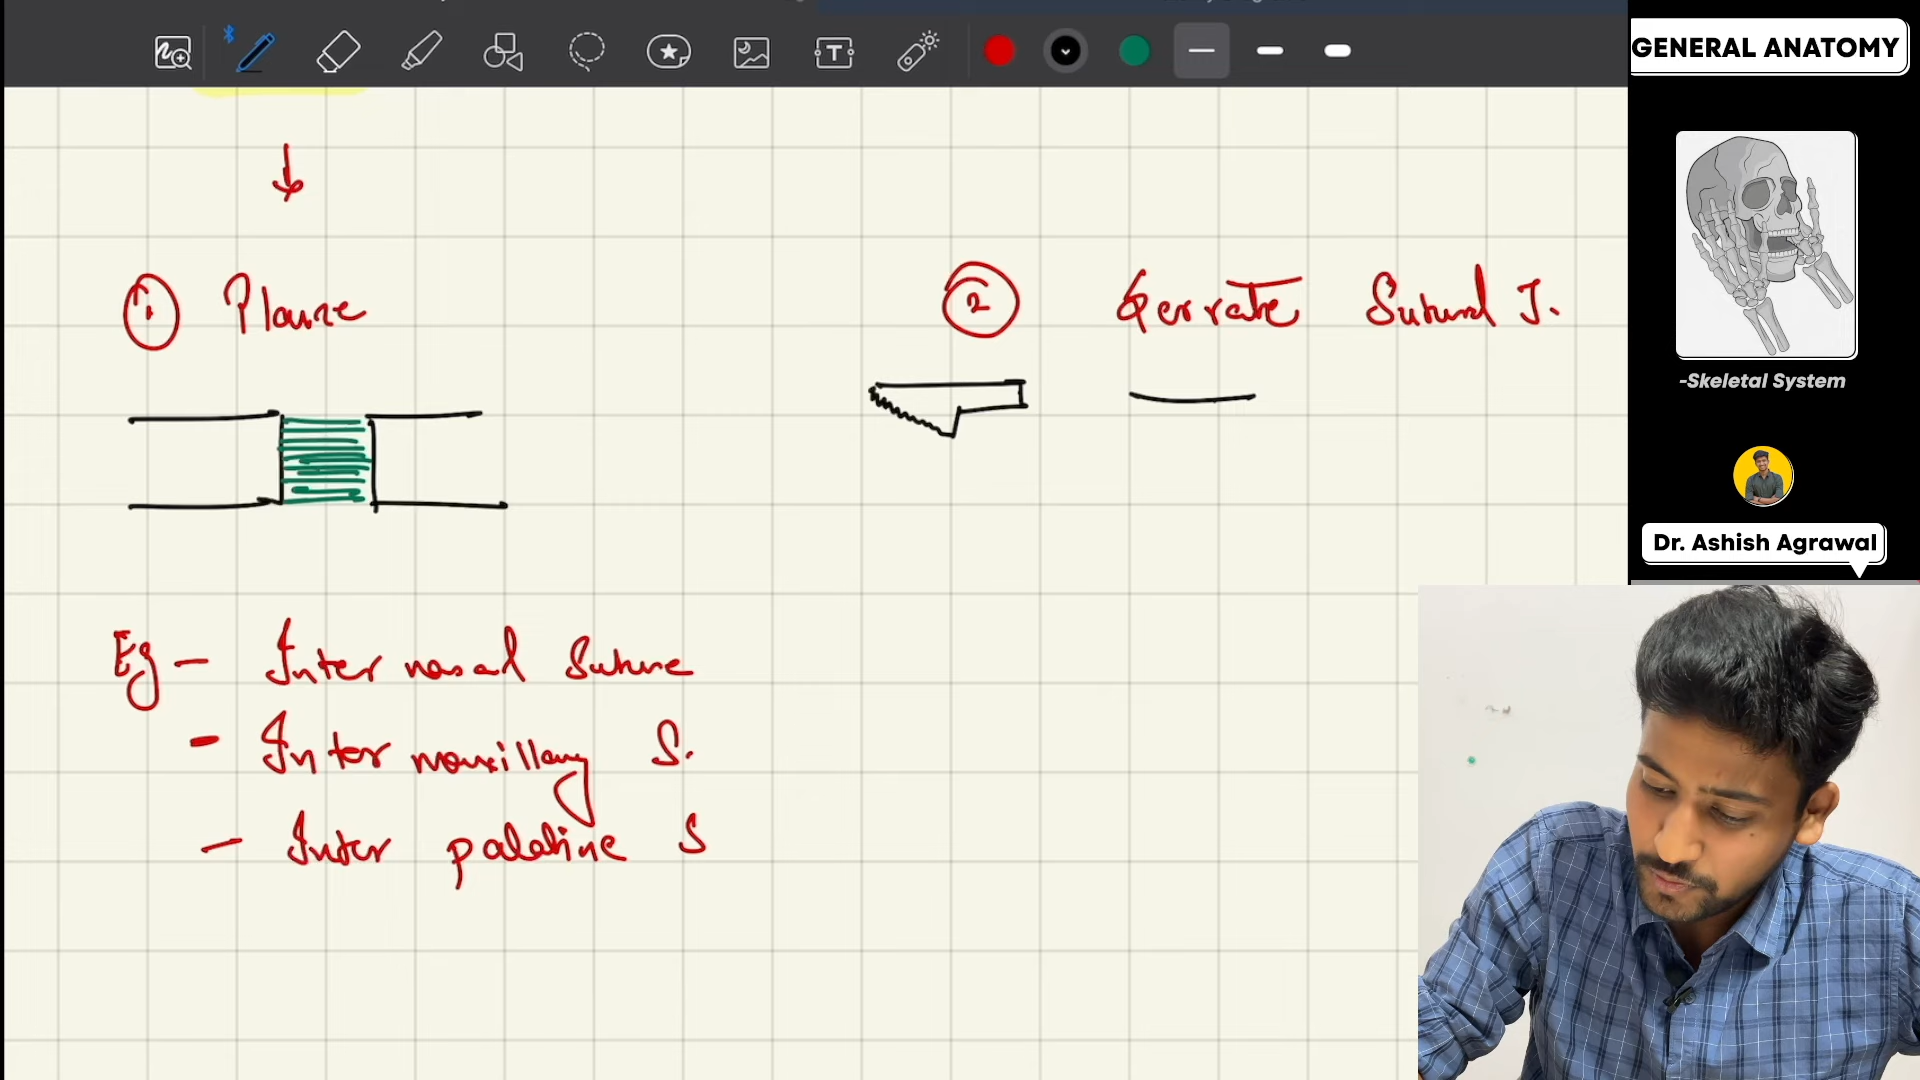 GENERAL ANATOMY
1 Plane
2 Serrate Sutural J.
-Skeletal System
Dr. Ashish Agrawal
Eg - Inter nasal Suture
- Inter maxillary S.
- Inter palatine S